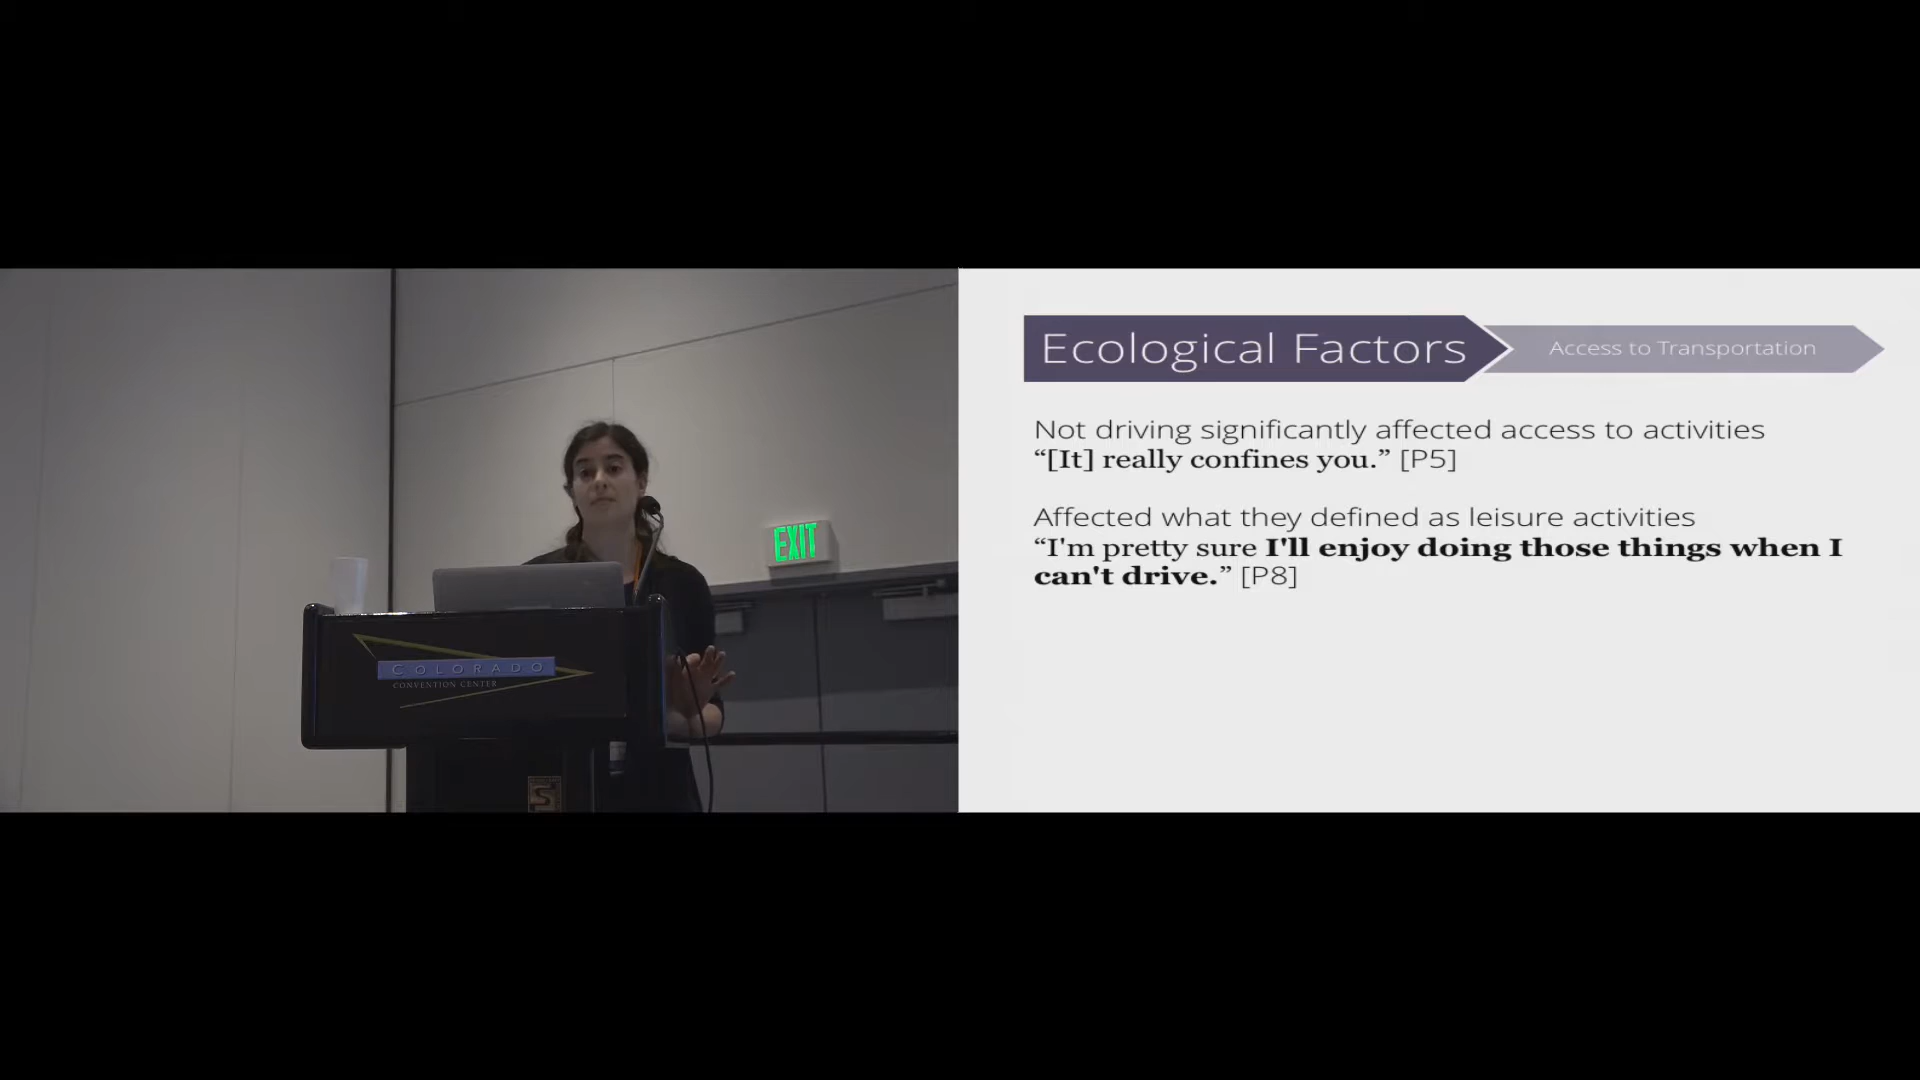 EXIT
COLORADO
CONVENTION CENTER
Ecological Factors
Access to Transportation
Not driving significantly affected access to activities
“[It] really confines you.” [P5]
Affected what they defined as leisure activities
“I'm pretty sure I'll enjoy doing those things when I
can't drive.” [P8]